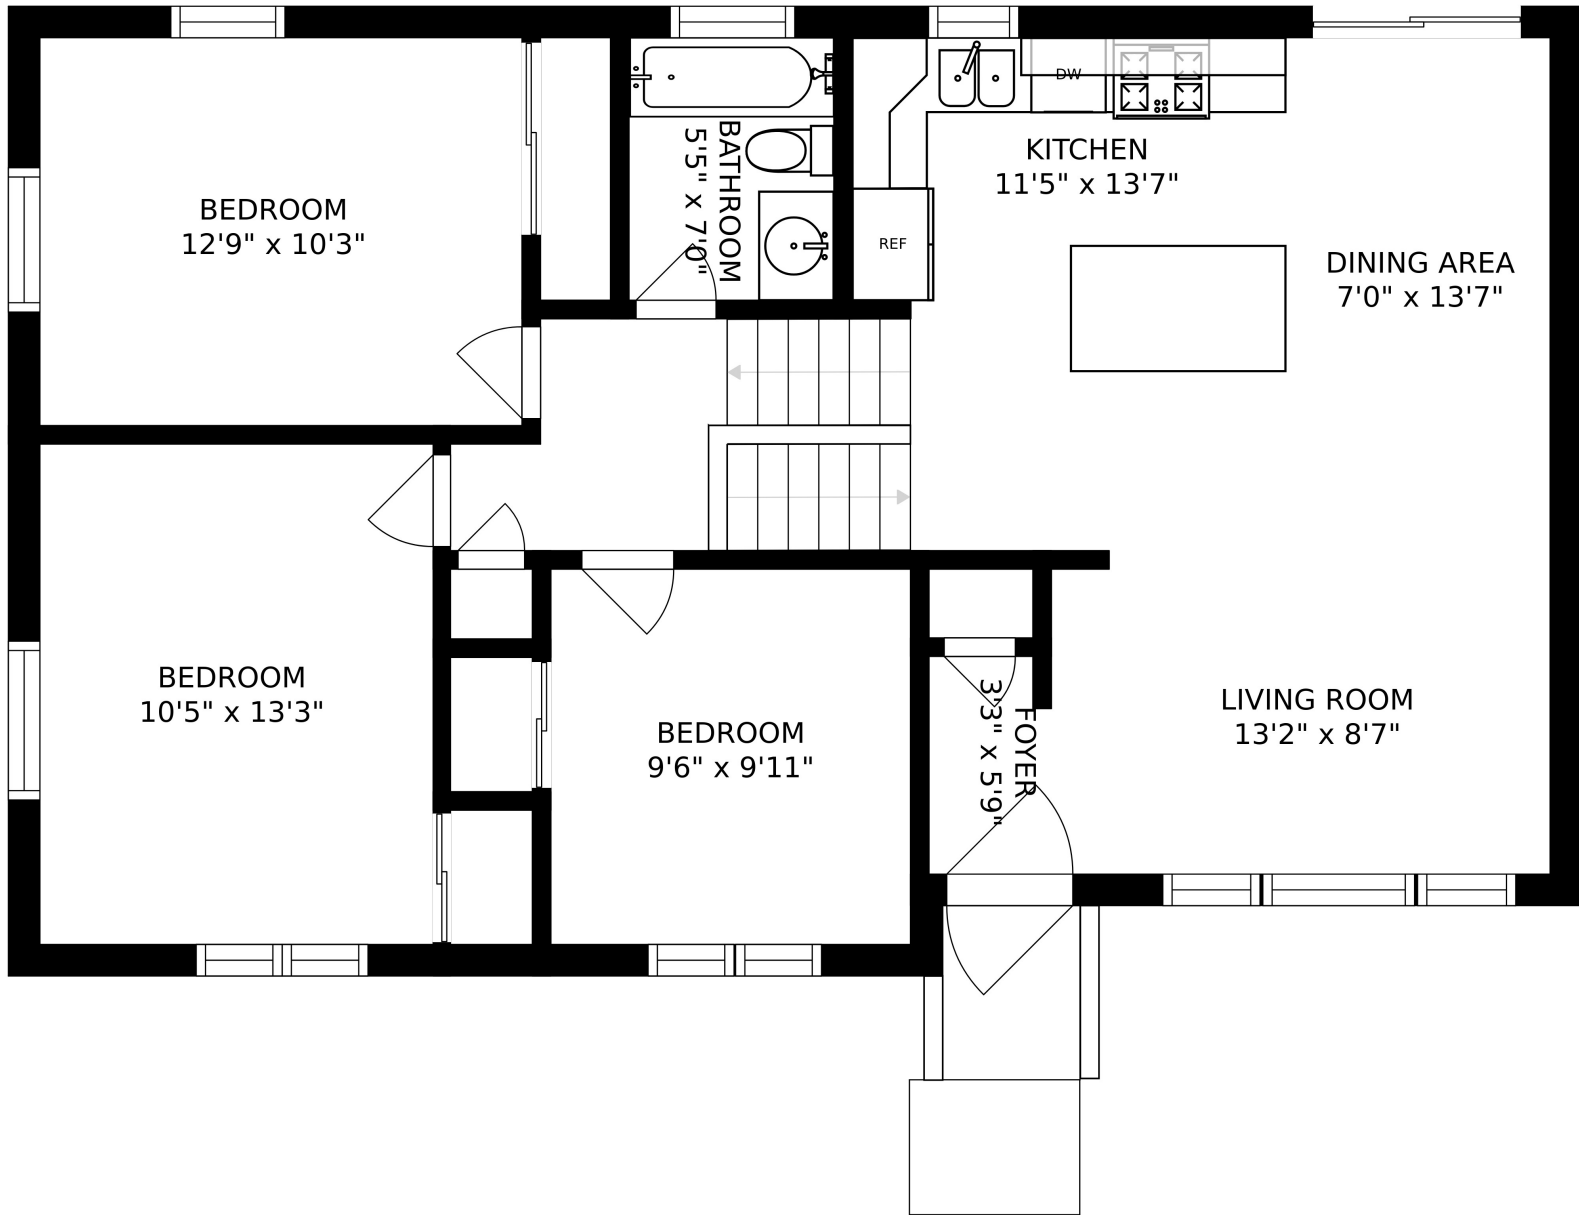 DW
KITCHEN
11'5" x 13'7"
BATHROOM
5'5" x 7'0"
BEDROOM
12'9" x 10'3"
REF
DINING AREA
7'0" x 13'7"
BEDROOM
10'5" x 13'3"
BEDROOM
9'6" x 9'11"
FOYER
3'3" x 5'9"
LIVING ROOM
13'2" x 8'7"